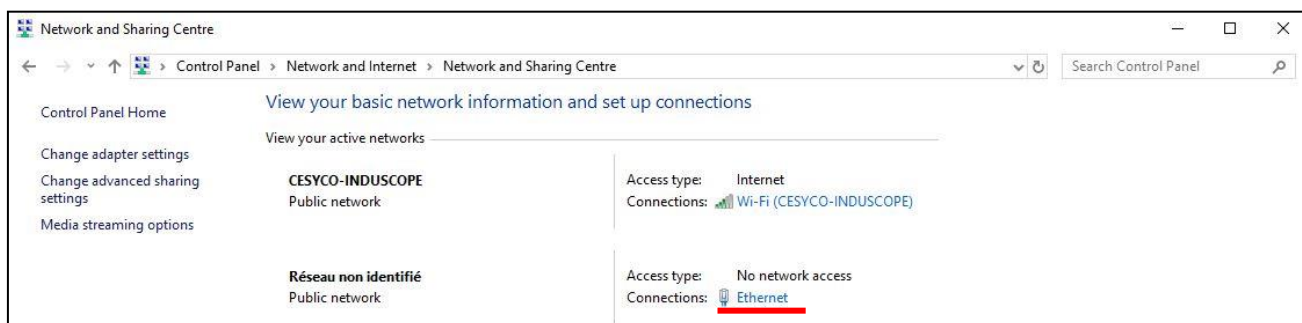 Network and Sharing Centre
Control Panel > Network and Internet > Network and Sharing Centre
Search Control Panel
Control Panel Home
Change adapter settings
Change advanced sharing
settings
Media streaming options
View your basic network information and set up connections
View your active networks
CESYCO-INDUSCOPE
Public network
Access type: Internet
Connections: Wi-Fi (CESYCO-INDUSCOPE)
Réseau non identifié
Public network
Access type: No network access
Connections: Ethernet